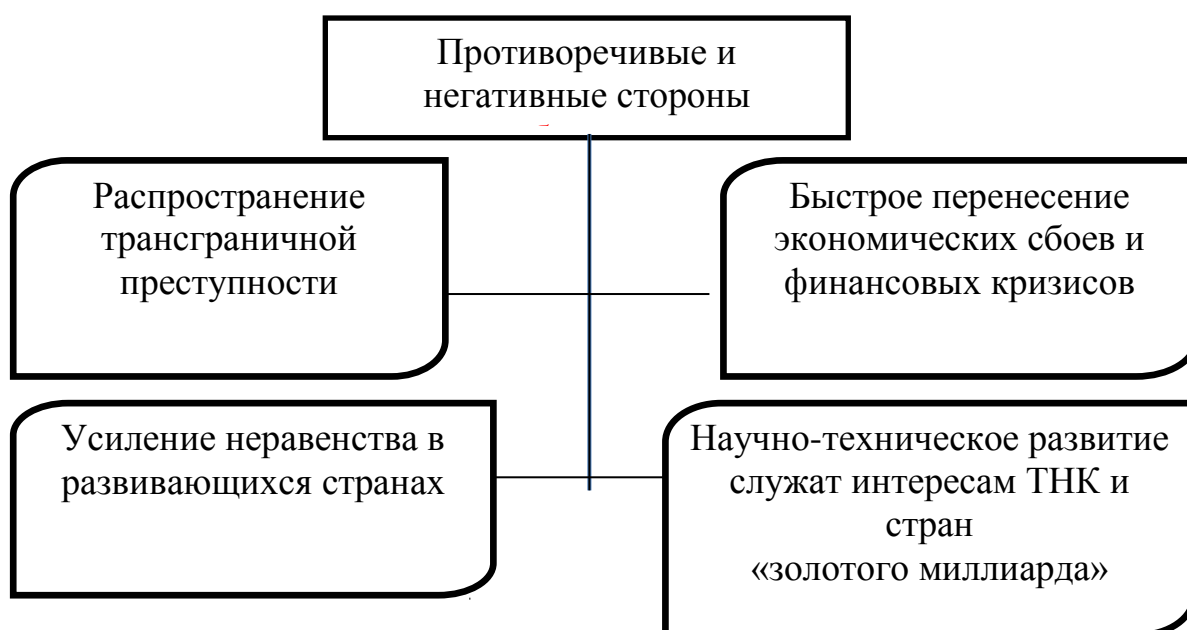 Противоречивые и
негативные стороны
Распространение
трансграничной
преступности
Быстрое перенесение
экономических сбоев и
финансовых кризисов
Усиление неравенства в
развивающихся странах
Научно-техническое развитие
служат интересам ТНК и
стран
«золотого миллиарда»